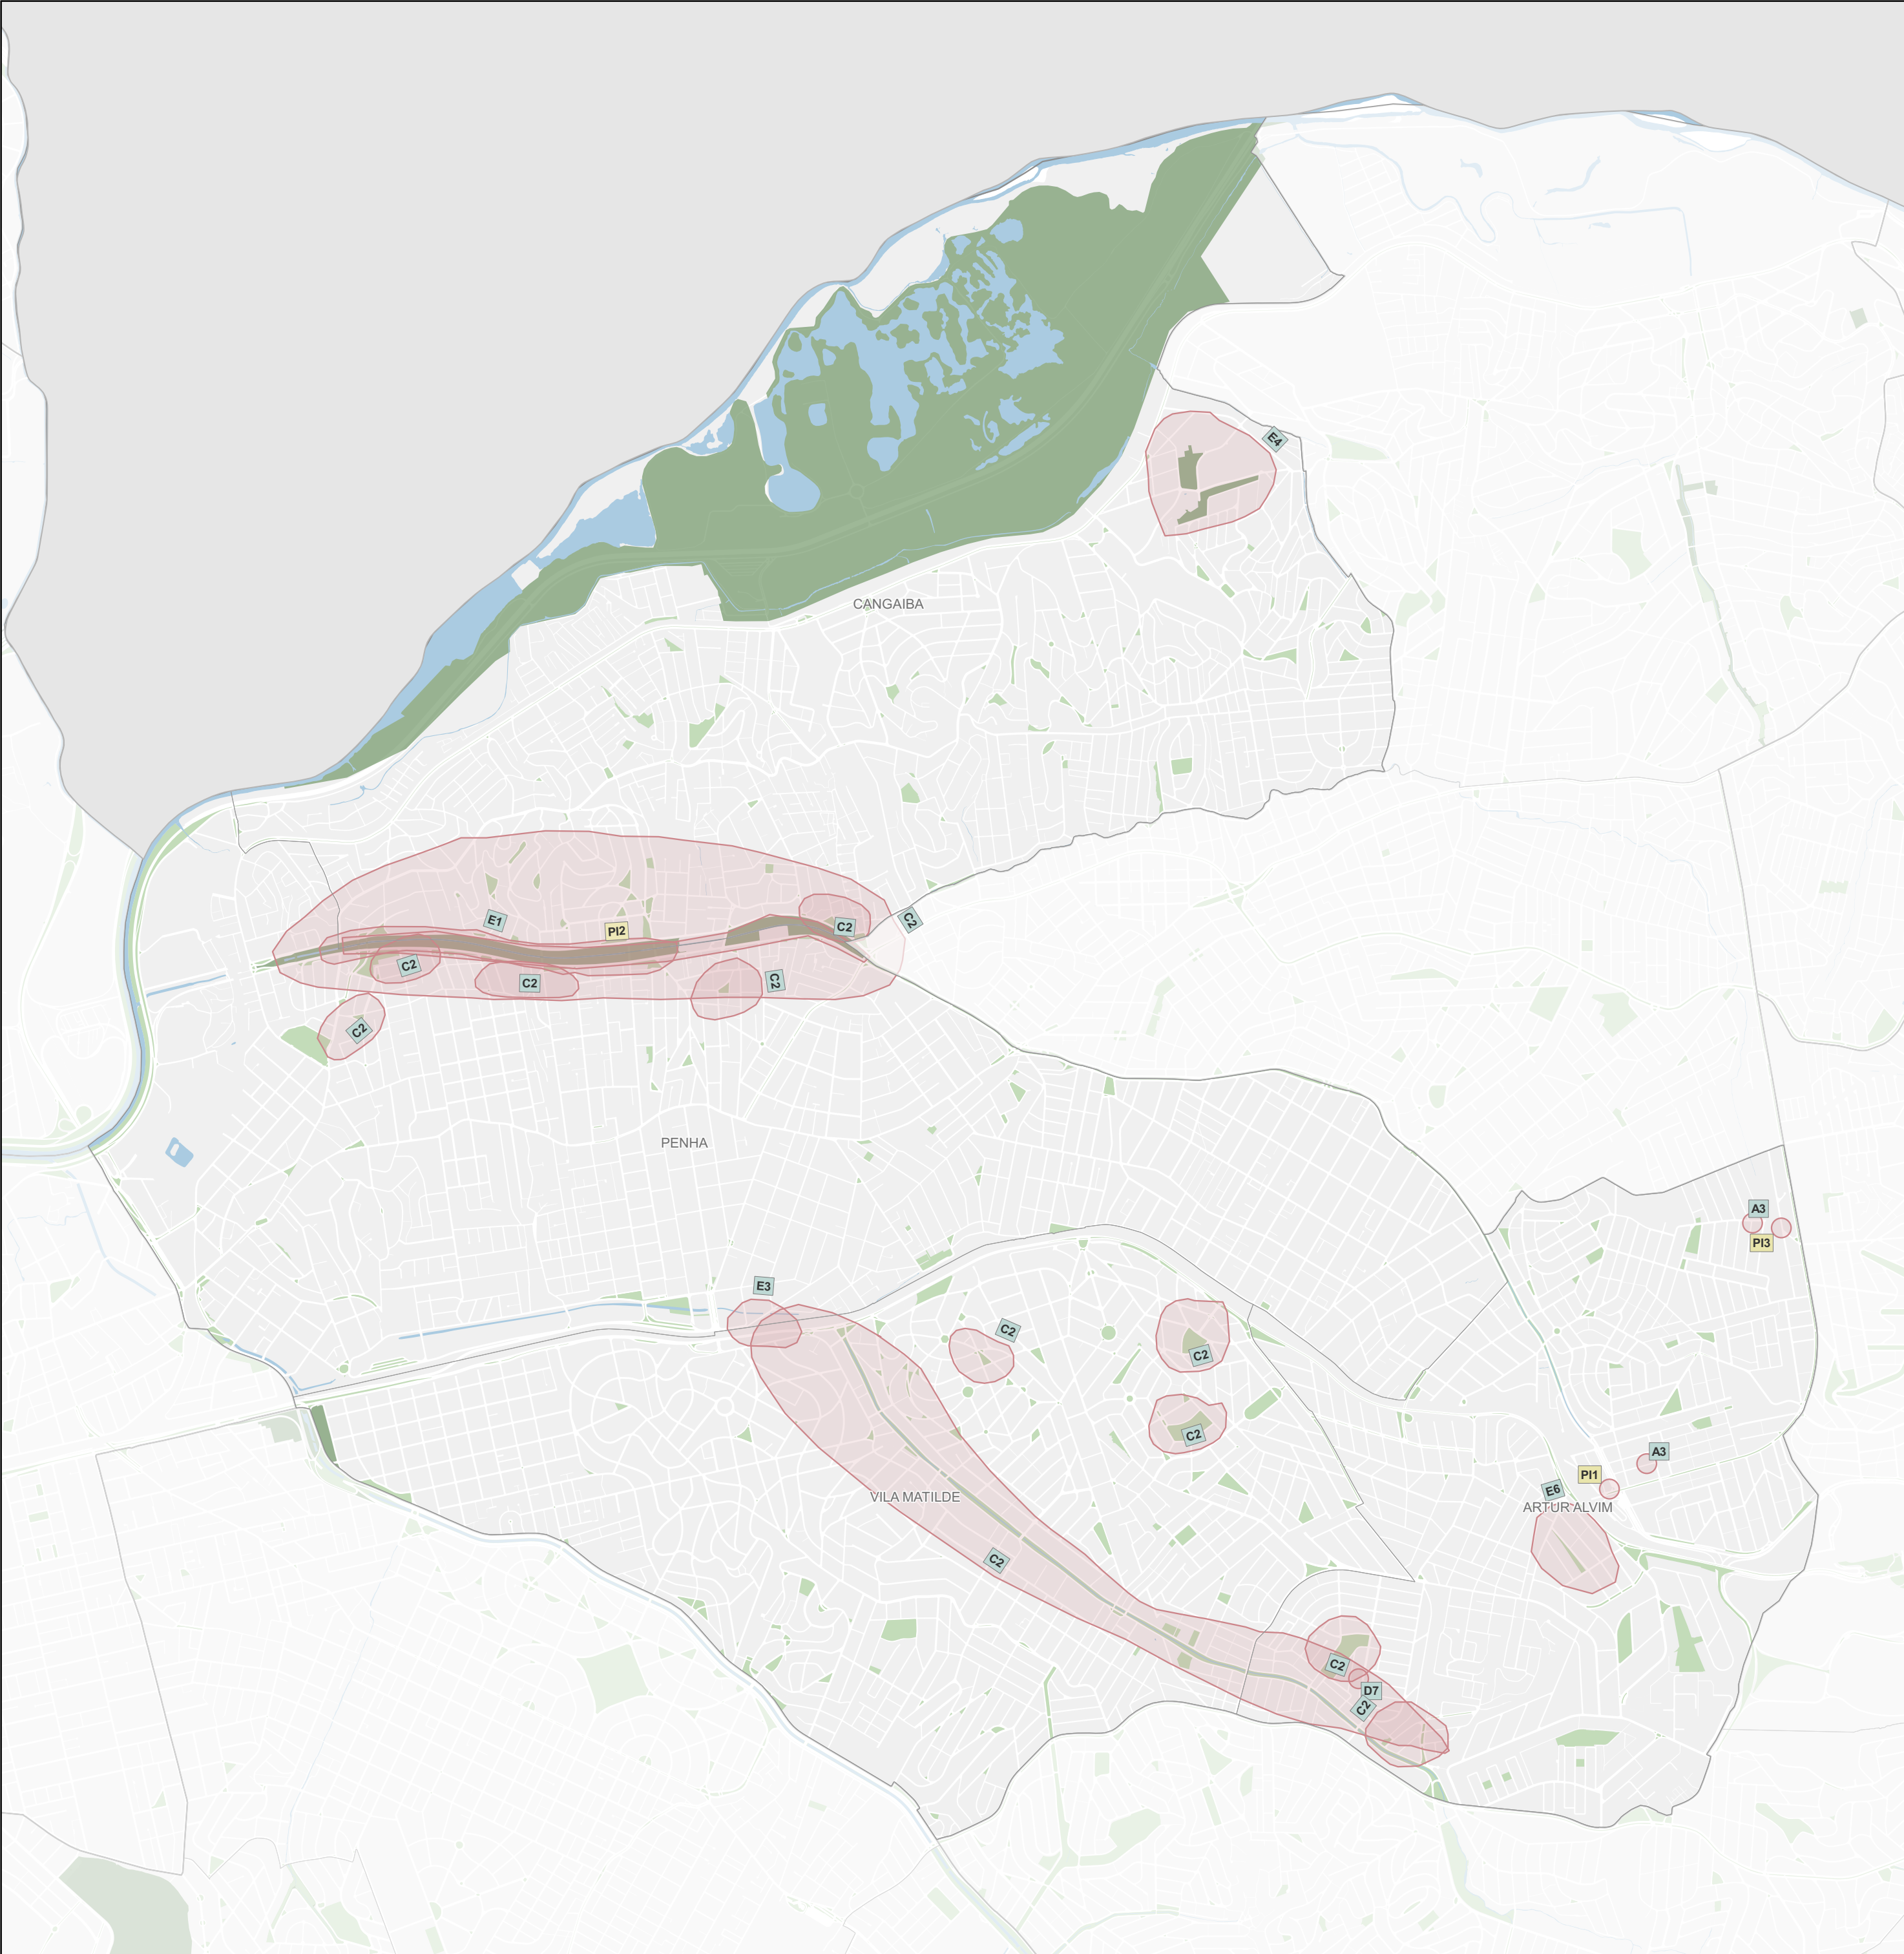 E4
CANGAIBA
E1
C2
C2
PI2
C2
C2
C2
C2
PENHA
A3
PI3
E3
C2
C2
C2
A3
PI1
E6
VILA MATILDE
ARTUR ALVIM
C2
C2
D7
C2